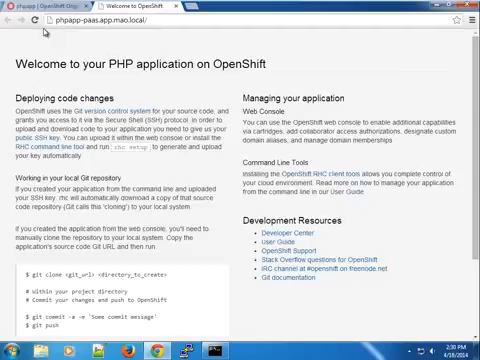 phpapp | OpenShift Origi
Welcome to OpenShift
phpapp-paas.app.mao.local/
Welcome to your PHP application on OpenShift
Deploying code changes
OpenShift uses the Git version control system for your source code, and
grants you access to it via the Secure Shell (SSH) protocol. In order to
upload and download code to your application you need to give us your
public SSH key. You can upload it within the web console or install the
RHC command line tool and run rhc setup to generate and upload
your key automatically.
Working in your local Git repository
If you created your application from the command line and uploaded
your SSH key, rhc will automatically download a copy of that source
code repository (Git calls this 'cloning') to your local system.
If you created the application from the web console, you'll need to
manually clone the repository to your local system. Copy the
application's source code Git URL and then run:
$ git clone <git_url> <directory_to_create>
# Within your project directory
# Commit your changes and push to OpenShift
$ git commit -a -m 'Some commit message'
$ git push
Managing your application
Web Console
You can use the OpenShift web console to enable additional capabilities
via cartridges, add collaborator access authorizations, designate custom
domain aliases, and manage domain memberships.
Command Line Tools
Installing the OpenShift RHC client tools allows you complete control of
your cloud environment. Read more on how to manage your application
from the command line in our User Guide.
Development Resources
Developer Center
User Guide
OpenShift Support
Stack Overflow questions for OpenShift
IRC channel at #openshift on freenode.net
Git documentation
2:30 PM
4/18/2014